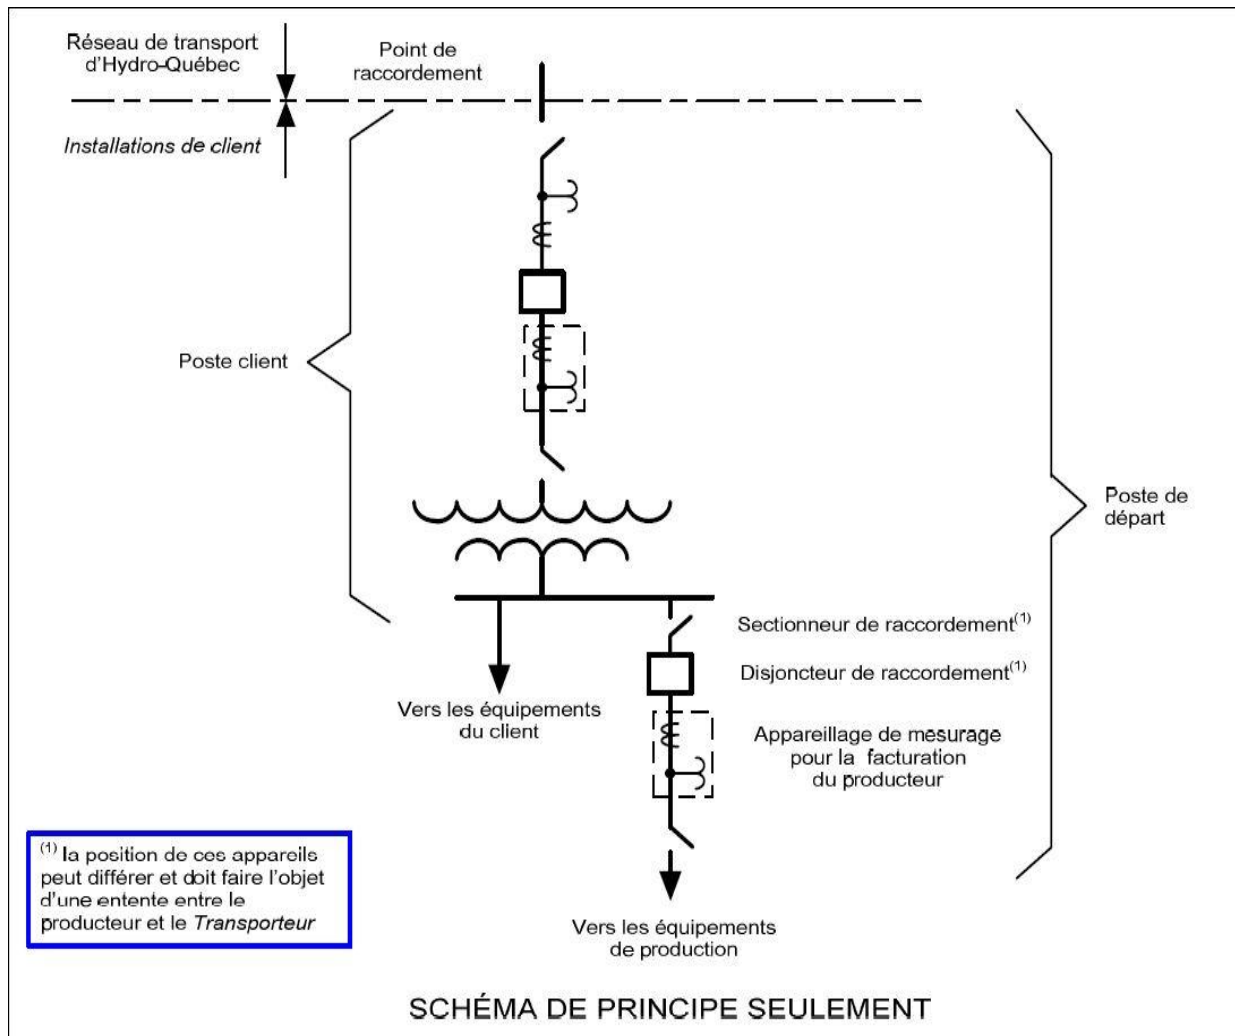 Réseau de transport
d'Hydro-Québec
Point de
raccordement
Installations de client
Poste client
Poste de
départ
Sectionneur de raccordement(1)
Disjoncteur de raccordement(1)
Vers les équipements
du client
Appareillage de mesurage
pour la facturation
du producteur
(1) la position de ces appareils
peut différer et doit faire l'objet
d'une entente entre le
producteur et le Transporteur
Vers les équipements
de production
SCHÉMA DE PRINCIPE SEULEMENT